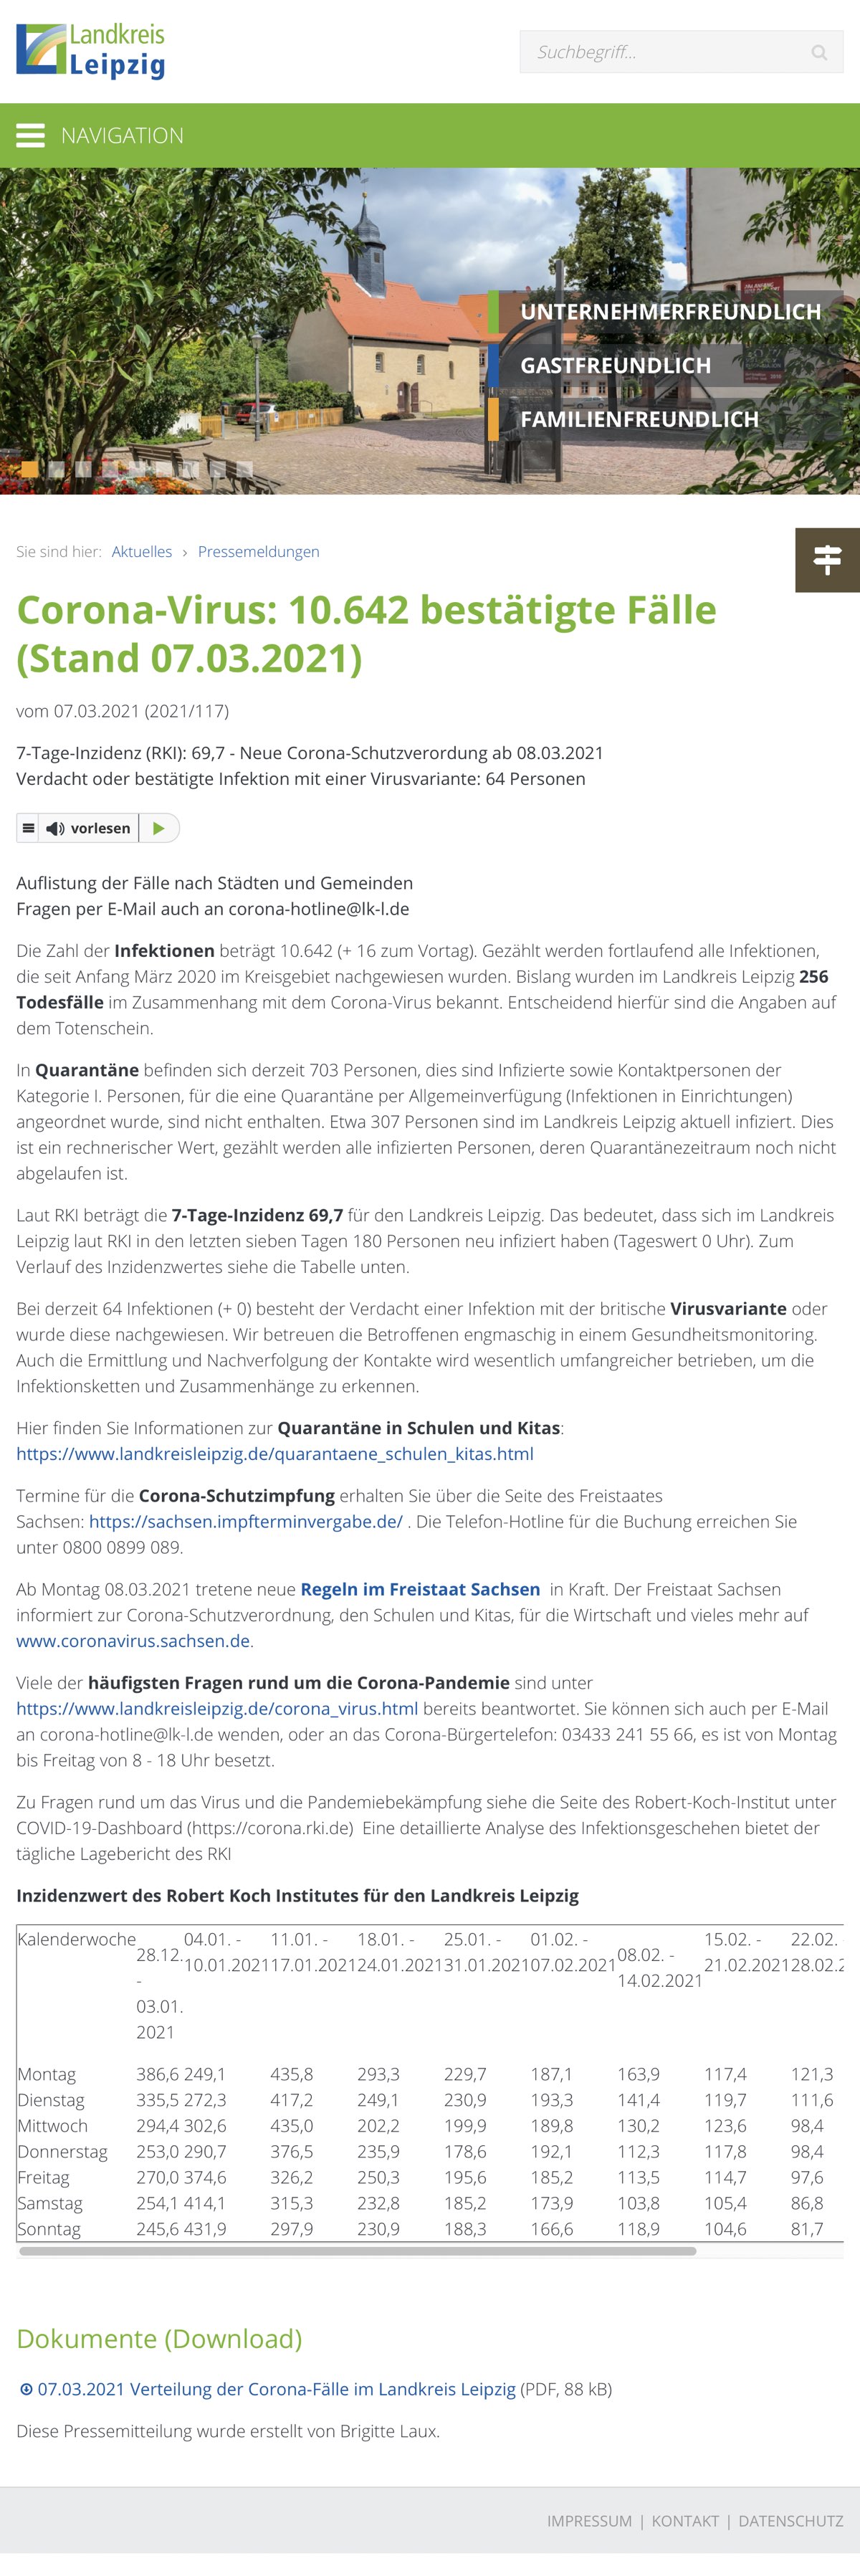 Landkreis
Leipzig
Suchbegriff...
NAVIGATION
UNTERNEHMERFREUNDLICH
GASTFREUNDLICH
FAMILIENFREUNDLICH
Sie sind hier: Aktuelles › Pressemeldungen
Corona-Virus: 10.642 bestätigte Fälle
(Stand 07.03.2021)
vom 07.03.2021 (2021/117)
7-Tage-Inzidenz (RKI): 69,7 - Neue Corona-Schutzverordung ab 08.03.2021
Verdacht oder bestätigte Infektion mit einer Virusvariante: 64 Personen
vorlesen
Auflistung der Fälle nach Städten und Gemeinden
Fragen per E-Mail auch an corona-hotline@lk-l.de
Die Zahl der Infektionen beträgt 10.642 (+ 16 zum Vortag). Gezählt werden fortlaufend alle Infektionen,
die seit Anfang März 2020 im Kreisgebiet nachgewiesen wurden. Bislang wurden im Landkreis Leipzig 256
Todesfälle im Zusammenhang mit dem Corona-Virus bekannt. Entscheidend hierfür sind die Angaben auf
dem Totenschein.
In Quarantäne befinden sich derzeit 703 Personen, dies sind Infizierte sowie Kontaktpersonen der
Kategorie I. Personen, für die eine Quarantäne per Allgemeinverfügung (Infektionen in Einrichtungen)
angeordnet wurde, sind nicht enthalten. Etwa 307 Personen sind im Landkreis Leipzig aktuell infiziert. Dies
ist ein rechnerischer Wert, gezählt werden alle infizierten Personen, deren Quarantänezeitraum noch nicht
abgelaufen ist.
Laut RKI beträgt die 7-Tage-Inzidenz 69,7 für den Landkreis Leipzig. Das bedeutet, dass sich im Landkreis
Leipzig laut RKI in den letzten sieben Tagen 180 Personen neu infiziert haben (Tageswert 0 Uhr). Zum
Verlauf des Inzidenzwertes siehe die Tabelle unten.
Bei derzeit 64 Infektionen (+ 0) besteht der Verdacht einer Infektion mit der britische Virusvariante oder
wurde diese nachgewiesen. Wir betreuen die Betroffenen engmaschig in einem Gesundheitsmonitoring.
Auch die Ermittlung und Nachverfolgung der Kontakte wird wesentlich umfangreicher betrieben, um die
Infektionsketten und Zusammenhänge zu erkennen.
Hier finden Sie Informationen zur Quarantäne in Schulen und Kitas:
https://www.landkreisleipzig.de/quarantaene_schulen_kitas.html
Termine für die Corona-Schutzimpfung erhalten Sie über die Seite des Freistaates
Sachsen: https://sachsen.impfterminvergabe.de/ . Die Telefon-Hotline für die Buchung erreichen Sie
unter 0800 0899 089.
Ab Montag 08.03.2021 tretene neue Regeln im Freistaat Sachsen in Kraft. Der Freistaat Sachsen
informiert zur Corona-Schutzverordnung, den Schulen und Kitas, für die Wirtschaft und vieles mehr auf
www.coronavirus.sachsen.de.
Viele der häufigsten Fragen rund um die Corona-Pandemie sind unter
https://www.landkreisleipzig.de/corona_virus.html bereits beantwortet. Sie können sich auch per E-Mail
an corona-hotline@lk-l.de wenden, oder an das Corona-Bürgertelefon: 03433 241 55 66, es ist von Montag
bis Freitag von 8 - 18 Uhr besetzt.
Zu Fragen rund um das Virus und die Pandemiebekämpfung siehe die Seite des Robert-Koch-Institut unter
COVID-19-Dashboard (https://corona.rki.de) Eine detaillierte Analyse des Infektionsgeschehen bietet der
tägliche Lagebericht des RKI
Inzidenzwert des Robert Koch Institutes für den Landkreis Leipzig
Kalenderwoche 28.12. - 03.01. 2021 04.01. - 10.01.2021 11.01. - 17.01.2021 18.01. - 24.01.2021 25.01. - 31.01.2021 01.02. - 07.02.2021 08.02. - 14.02.2021 15.02. - 21.02.2021 22.02. 28.02.2
Montag 386,6 249,1 435,8 293,3 229,7 187,1 163,9 117,4 121,3
Dienstag 335,5 272,3 417,2 249,1 230,9 193,3 141,4 119,7 111,6
Mittwoch 294,4 302,6 435,0 202,2 199,9 189,8 130,2 123,6 98,4
Donnerstag 253,0 290,7 376,5 235,9 178,6 192,1 112,3 117,8 98,4
Freitag 270,0 374,6 326,2 250,3 195,6 185,2 113,5 114,7 97,6
Samstag 254,1 414,1 315,3 232,8 185,2 173,9 103,8 105,4 86,8
Sonntag 245,6 431,9 297,9 230,9 188,3 166,6 118,9 104,6 81,7
Dokumente (Download)
07.03.2021 Verteilung der Corona-Fälle im Landkreis Leipzig (PDF, 88 kB)
Diese Pressemitteilung wurde erstellt von Brigitte Laux.
IMPRESSUM | KONTAKT | DATENSCHUTZ